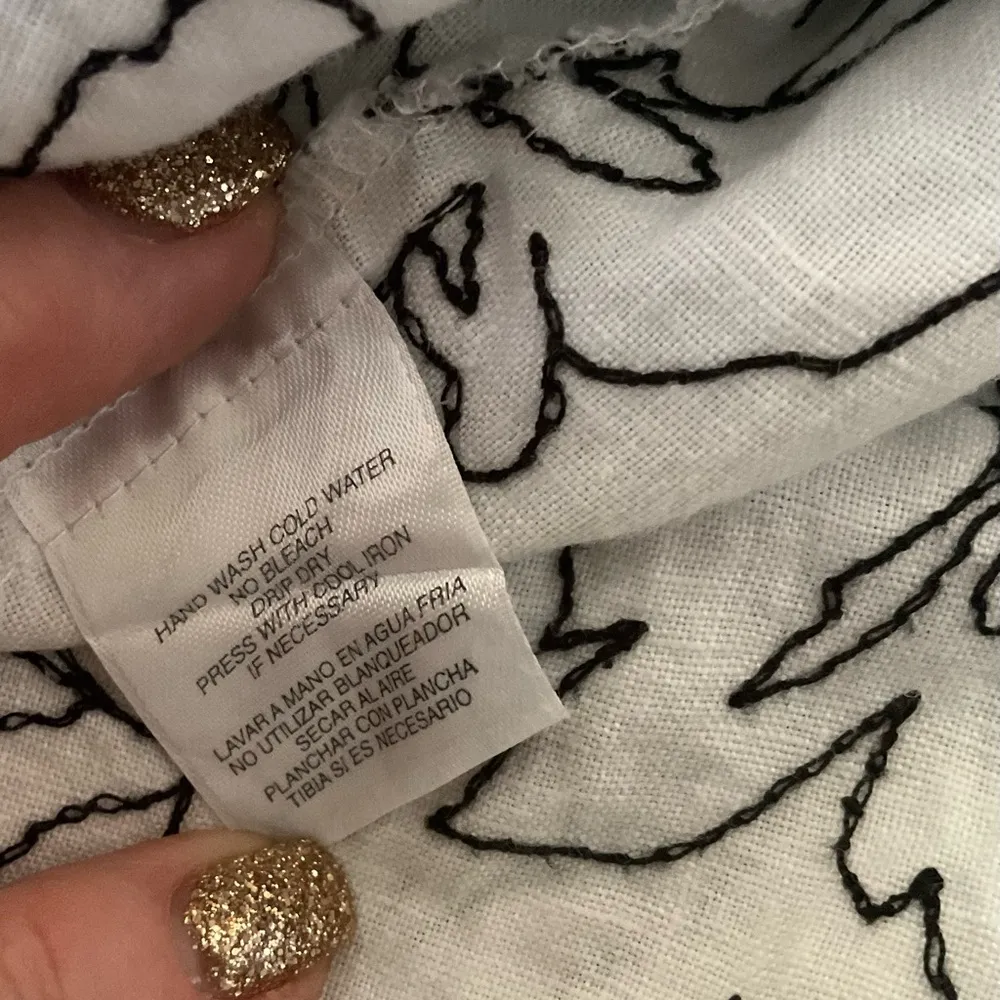 HAND WASH COLD WATER
NO BLEACH
DRIP DRY
PRESS WITH COOL IRON
IF NECESSARY
LAVAR A MANO EN AGUA FRIA
NO UTILIZAR BLANQUEADOR
SECAR AL AIRE
PLANCHAR CON PLANCHA
TIBIA SI ES NECESARIO